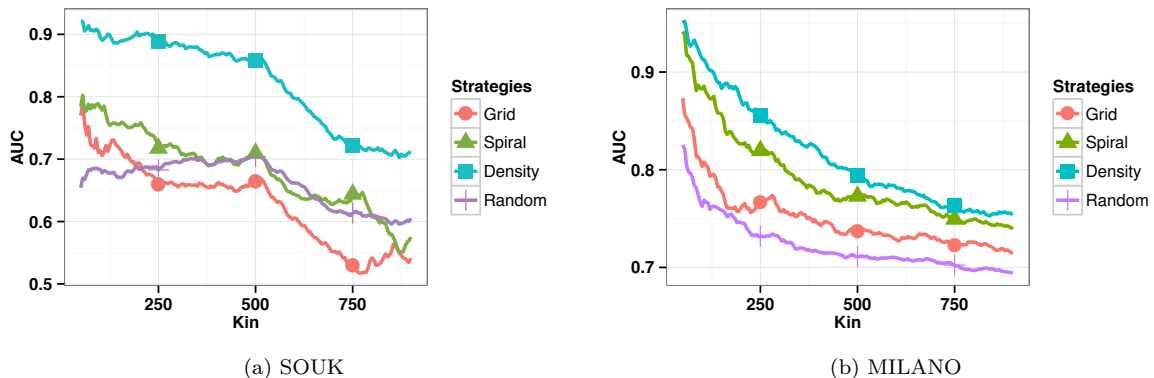 0.9
0.8
0.7
0.6
0.5
AUC
250
500
750
Kin
Strategies
Grid
Spiral
Density
Random
(a) SOUK
0.9
0.8
0.7
AUC
250
500
750
Kin
Strategies
Grid
Spiral
Density
Random
(b) MILANO